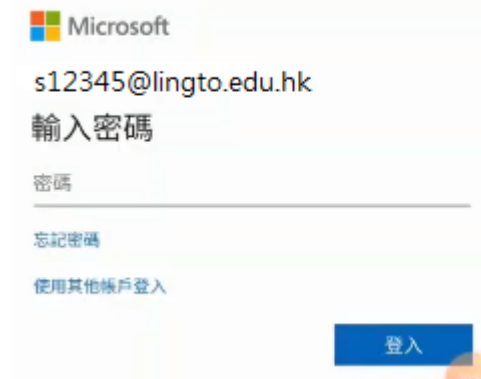 Microsoft
s12345@lingto.edu.hk
輸入密碼
密碼
忘記密碼
使用其他帳戶登入
登入